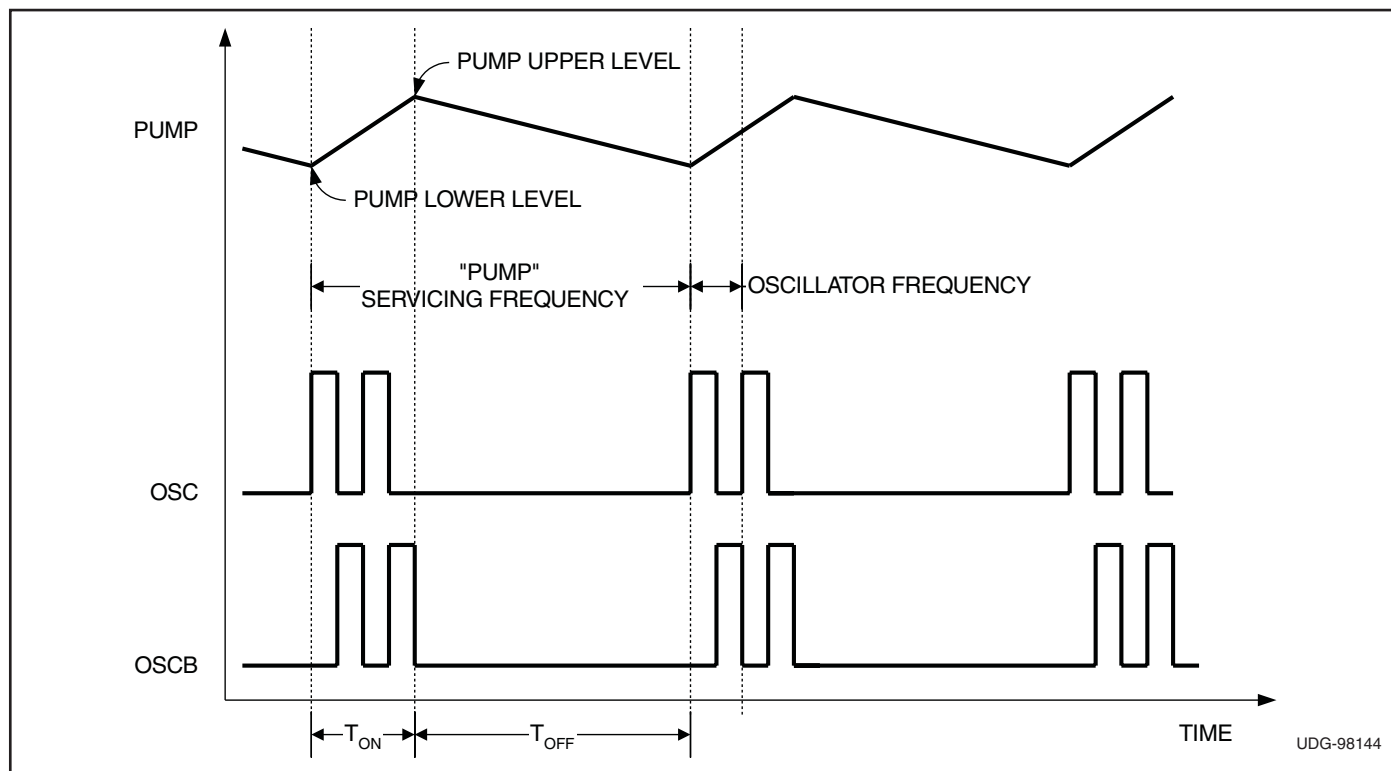 PUMP UPPER LEVEL
PUMP
PUMP LOWER LEVEL
"PUMP"
SERVICING FREQUENCY
OSCILLATOR FREQUENCY
OSC
OSCB
TON
TOFF
TIME
UDG-98144